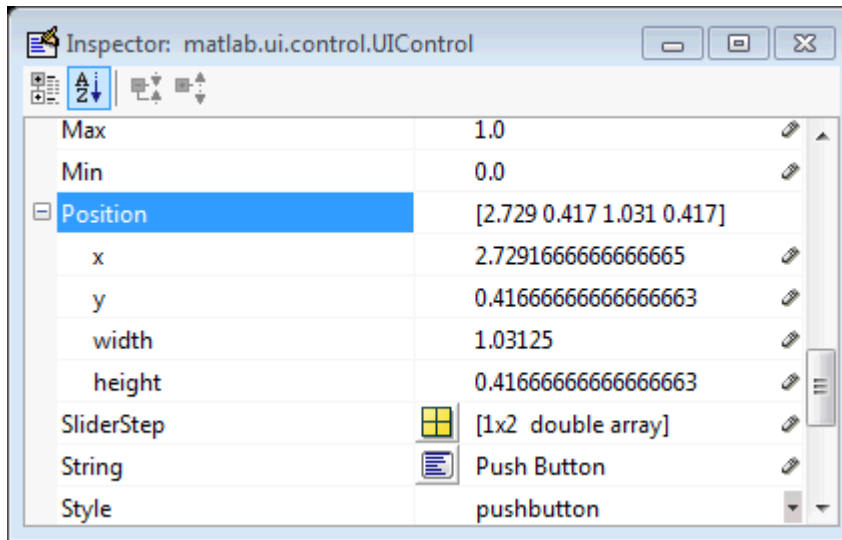 Inspector: matlab.ui.control.UIControl
Max 1.0
Min 0.0
Position [2.729 0.417 1.031 0.417]
x 2.7291666666666665
y 0.41666666666666663
width 1.03125
height 0.41666666666666663
SliderStep [1x2 double array]
String Push Button
Style pushbutton